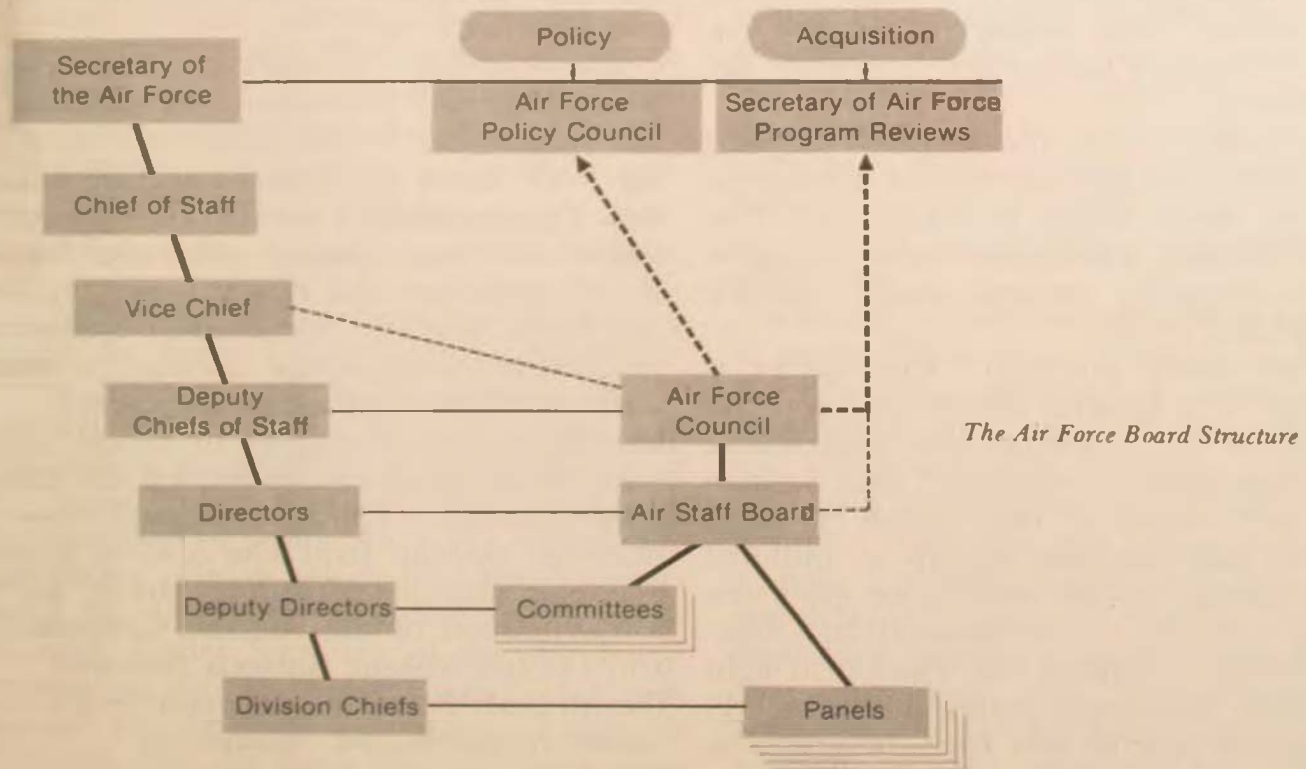 Policy
Acquisition
Secretary of
the Air Force
Air Force
Policy Council
Secretary of Air Force
Program Reviews
Chief of Staff
Vice Chief
Deputy
Chiefs of Staff
Air Force
Council
The Air Force Board Structure
Directors
Air Staff Board
Deputy Directors
Committees
Division Chiefs
Panels